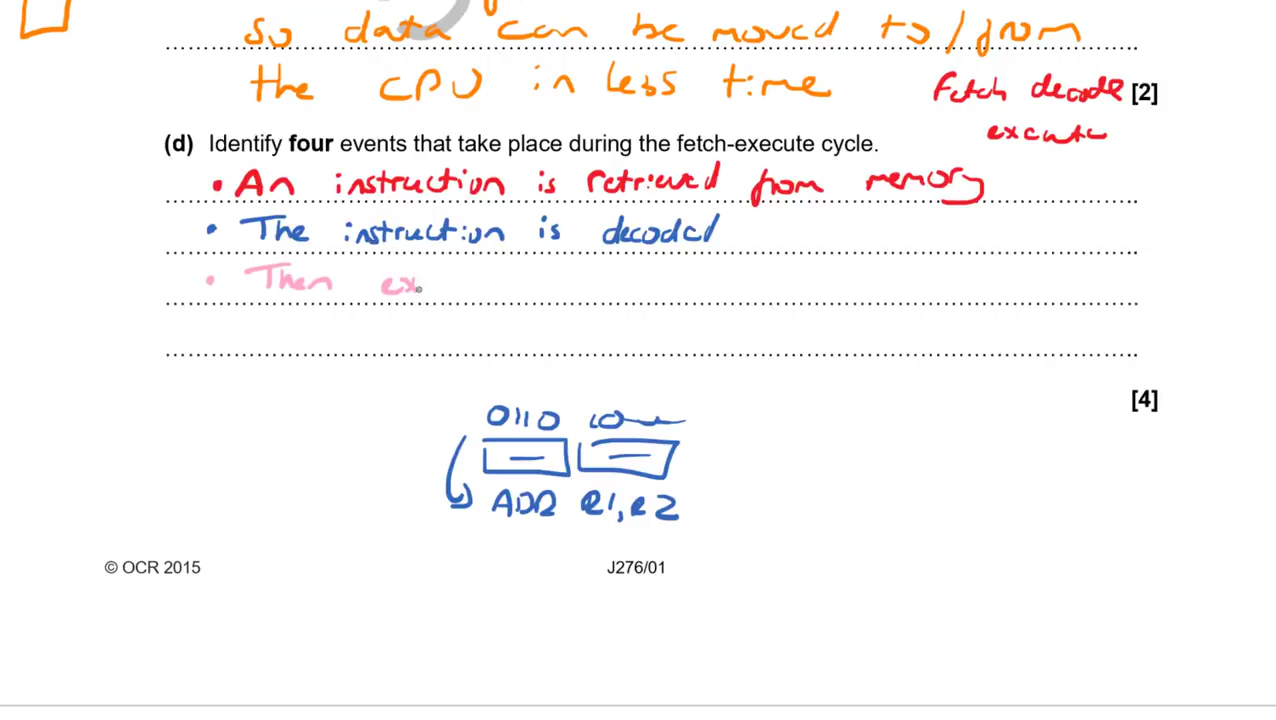 so data can be moved to/from
the CPU in less time
Fetch decode [2]
execute
(d) Identify four events that take place during the fetch-execute cycle.
• An instruction is retrieved from memory
• The instruction is decoded
• Then ex
[4]
0110 10
ADD R1, R2
© OCR 2015 J276/01